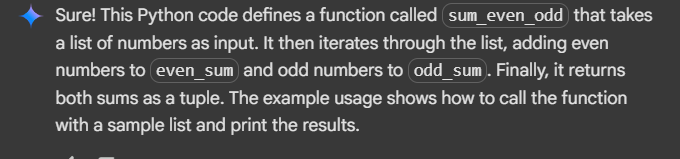 Sure! This Python code defines a function called sum_even_odd that takes
a list of numbers as input. It then iterates through the list, adding even
numbers to even_sum and odd numbers to odd_sum. Finally, it returns
both sums as a tuple. The example usage shows how to call the function
with a sample list and print the results.